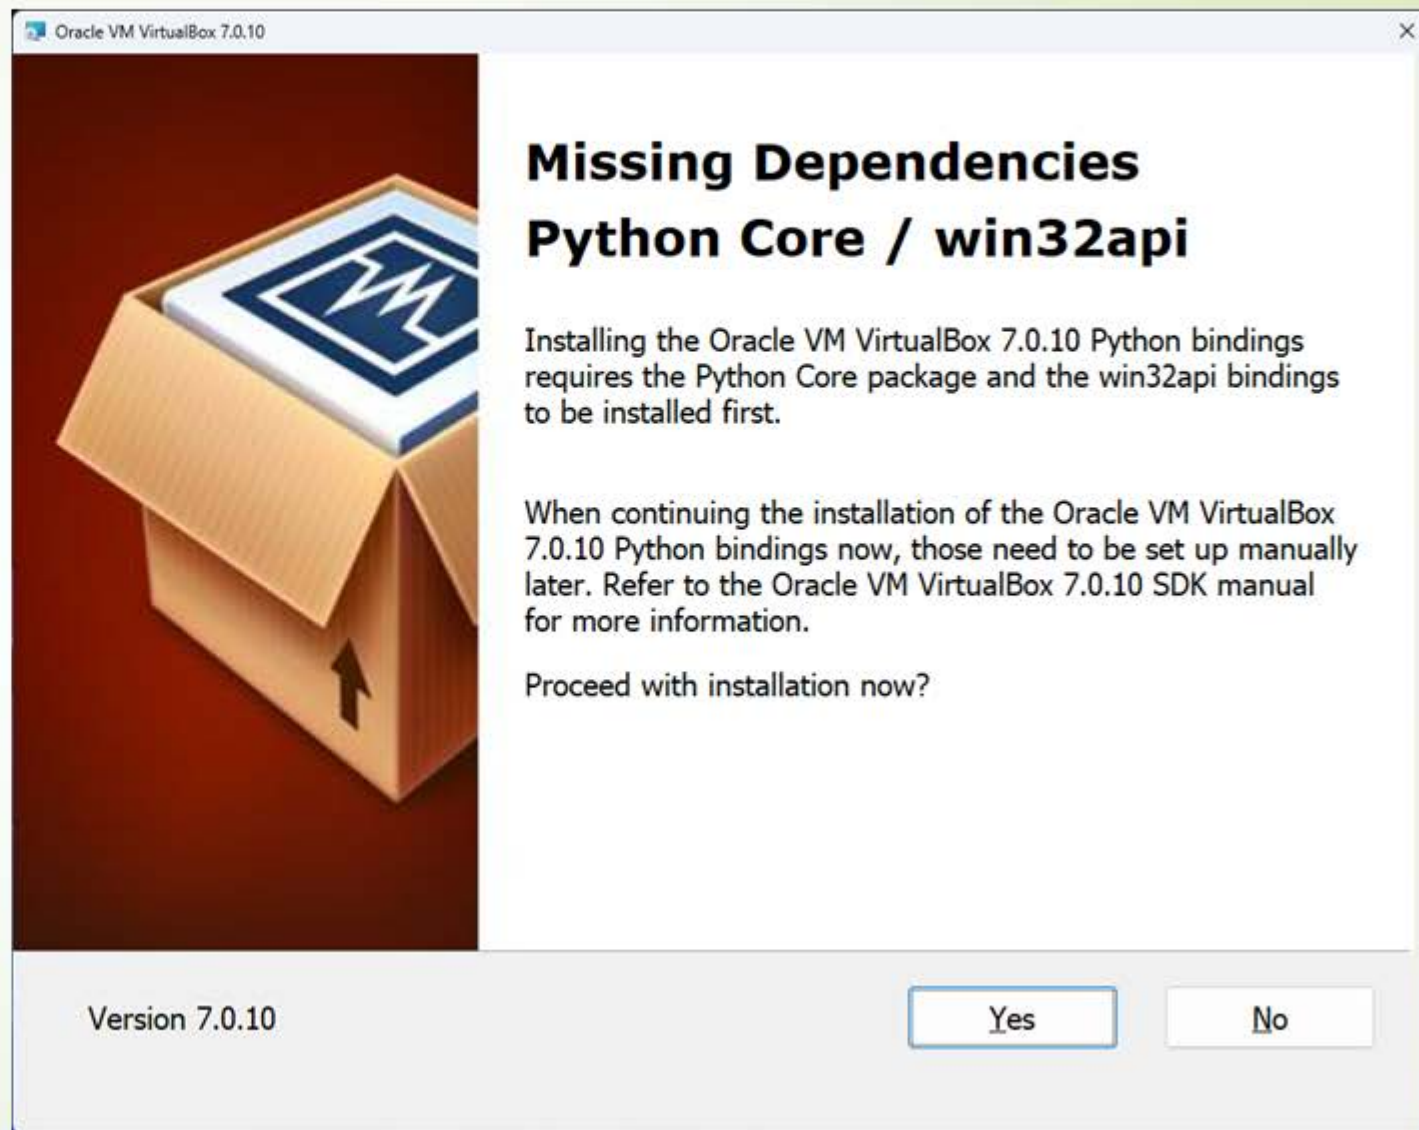 Oracle VM VirtualBox 7.0.10
Missing Dependencies
Python Core / win32api
Installing the Oracle VM VirtualBox 7.0.10 Python bindings
requires the Python Core package and the win32api bindings
to be installed first.
When continuing the installation of the Oracle VM VirtualBox
7.0.10 Python bindings now, those need to be set up manually
later. Refer to the Oracle VM VirtualBox 7.0.10 SDK manual
for more information.
Proceed with installation now?
Version 7.0.10
Yes
No